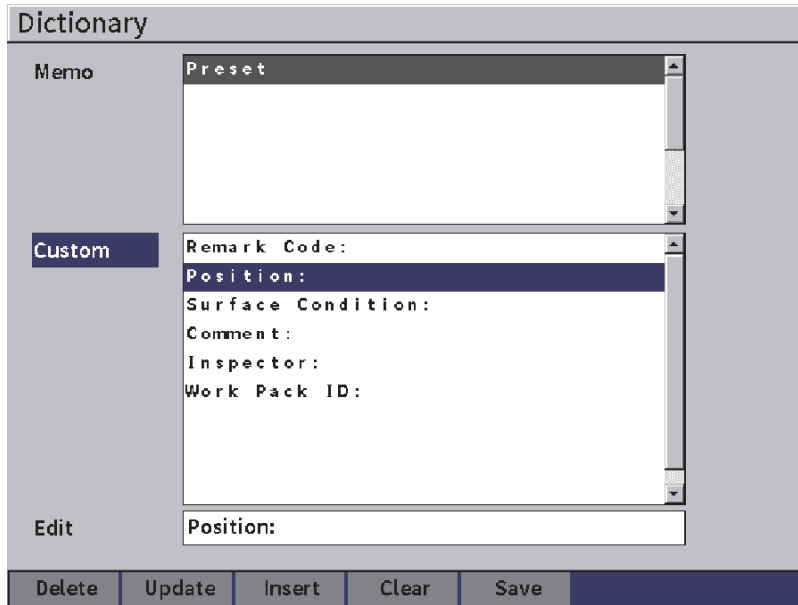 Dictionary
Memo
Preset
Custom
Remark Code:
Position:
Surface Condition:
Comment:
Inspector:
Work Pack ID:
Edit
Position:
Delete Update Insert Clear Save